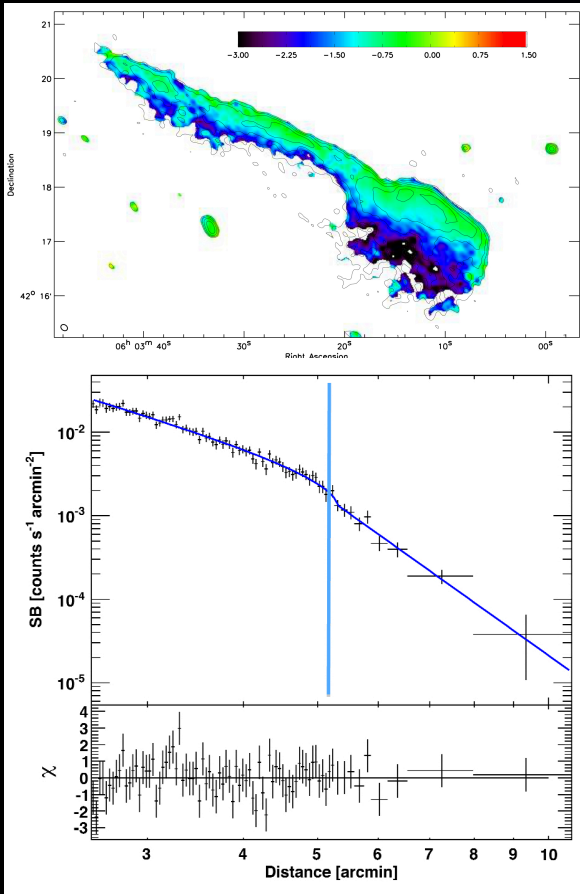 -3.00 -2.25 -1.50 -0.75 -0.00 0.75 1.50
21
20
19
18
17
42° 16'
Declination
06ʰ 03ᵐ 40ˢ 30ˢ 20ˢ 10ˢ 00ˢ
Right Ascension
SB [counts s⁻¹ arcmin⁻²]
10⁻²
10⁻³
10⁻⁴
10⁻⁵
χ
4
3
2
1
0
-1
-2
-3
3 4 5 6 7 8 9 10
Distance [arcmin]